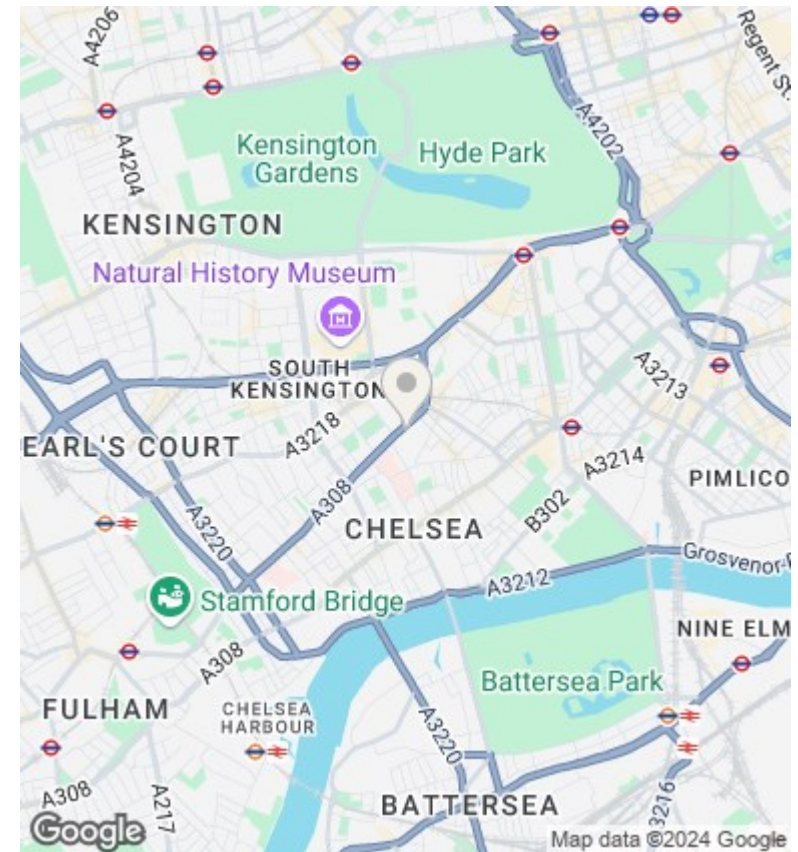 A4206
Regent St.
A4202
Kensington
Gardens
Hyde Park
A4204
KENSINGTON
Natural History Museum
SOUTH
KENSINGTON
A3213
A3218
EARL'S COURT
A3214
PIMLICO
A308
B302
CHELSEA
A3220
Grosvenor
A3212
Stamford Bridge
NINE ELM
A308
Battersea Park
FULHAM
CHELSEA
HARBOUR
A3220
A308
A217
A3216
BATTERSEA
Google
Map data ©2024 Google